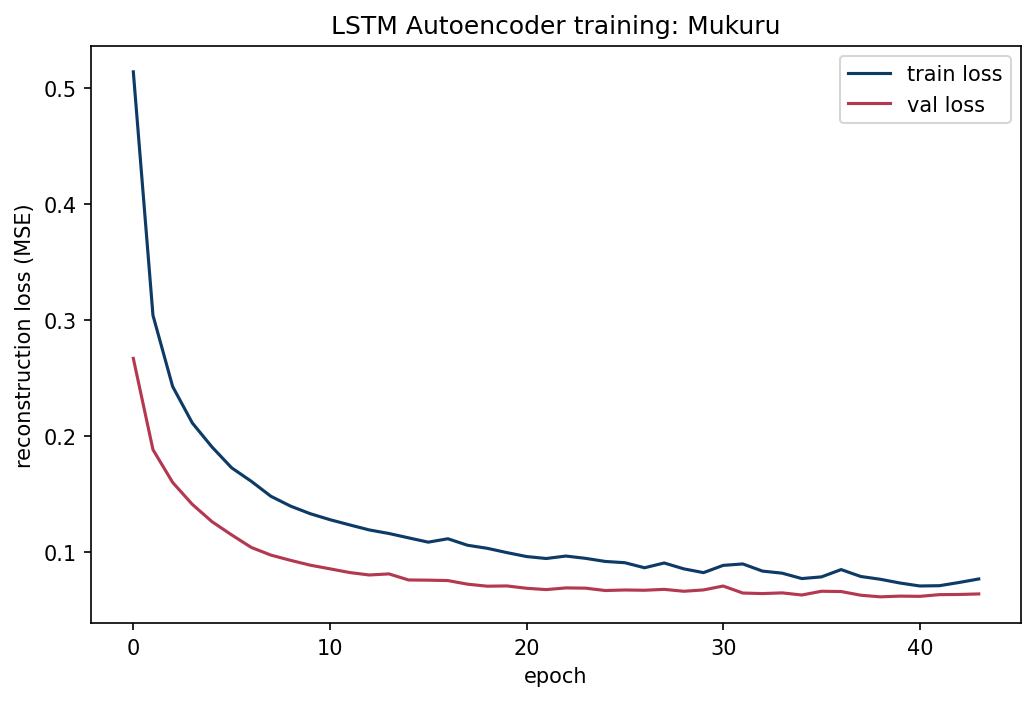 LSTM Autoencoder training: Mukuru
train loss
val loss
reconstruction loss (MSE)
0.5
0.4
0.3
0.2
0.1
0 10 20 30 40
epoch